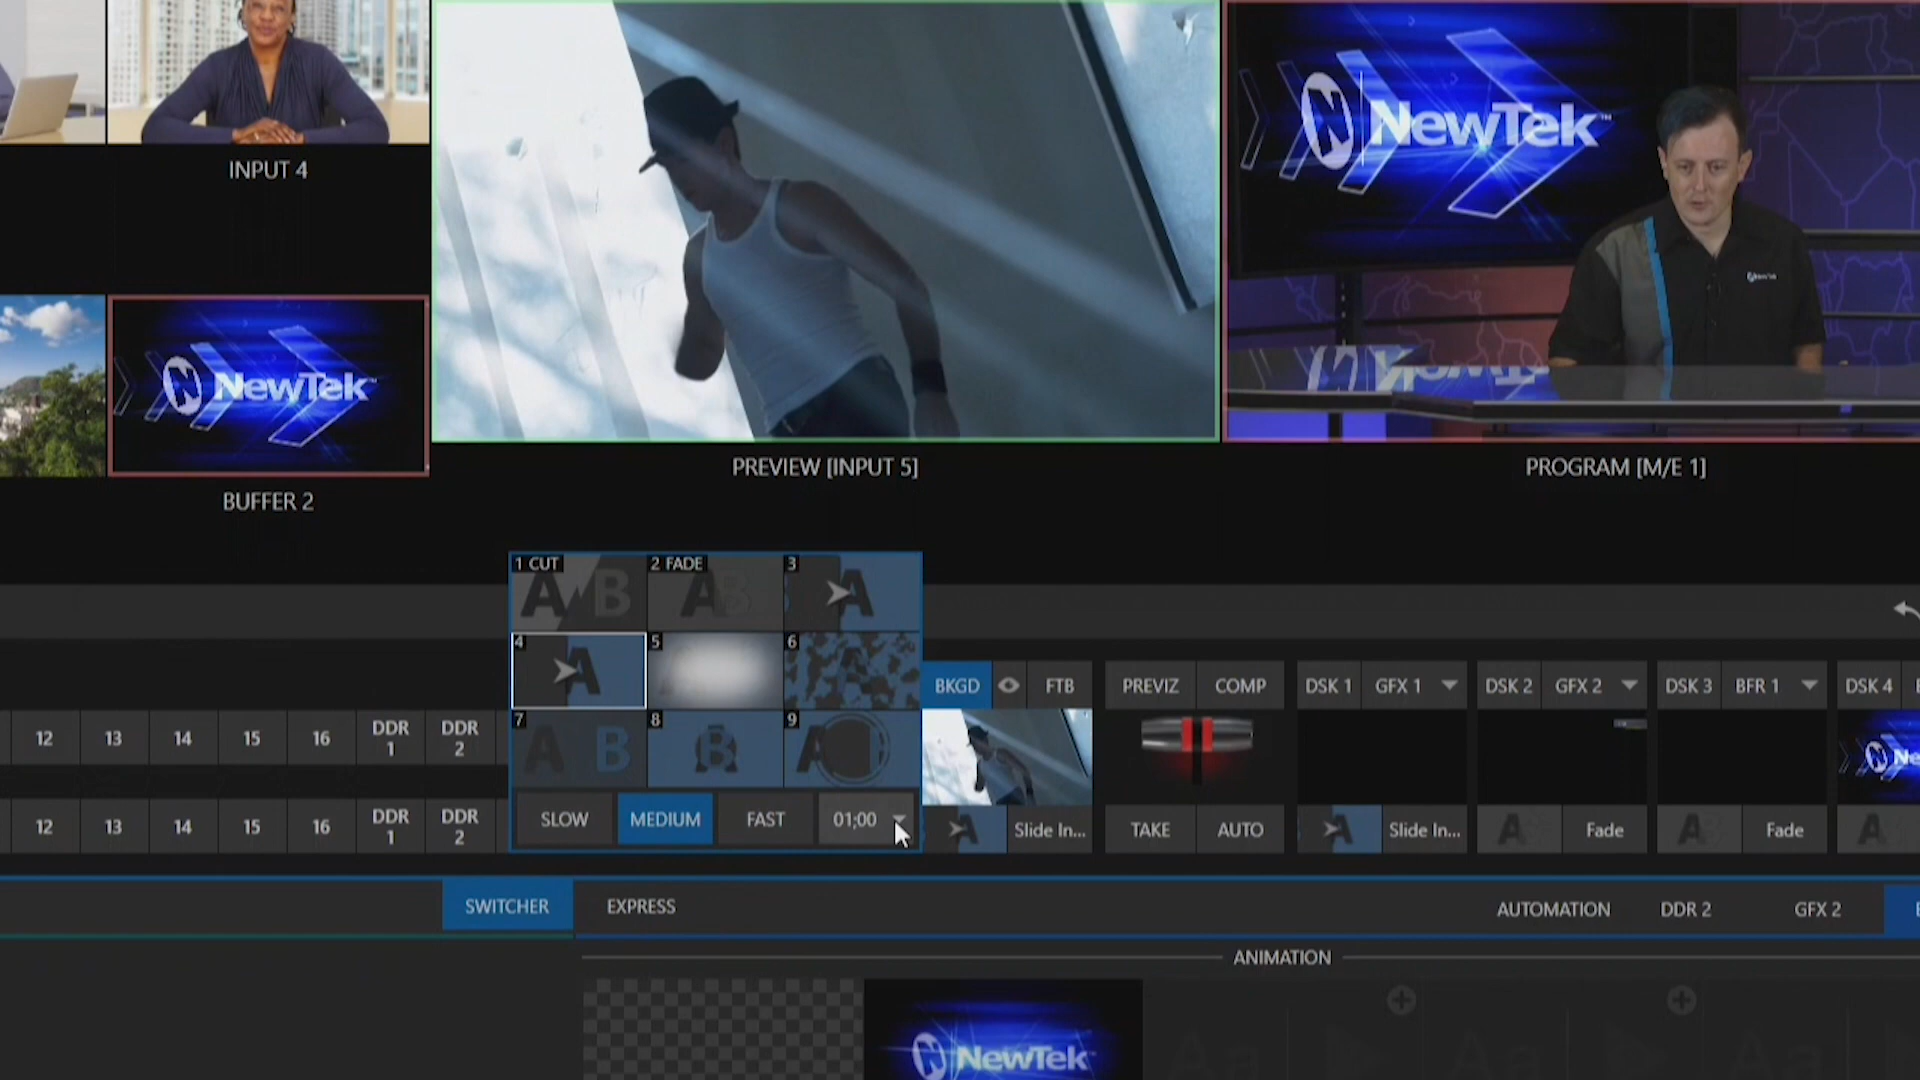 NewTek™
INPUT 4
NewTek™
BUFFER 2
PREVIEW [INPUT 5]
PROGRAM [M/E 1]
1 CUT
2 FADE
3
A B
A B
A
4
5
6
A
7
8
9
A B
B
A
SLOW
MEDIUM
FAST
01;00
BKGD
FTB
PREVIZ
COMP
DSK 1
GFX 1
DSK 2
GFX 2
DSK 3
BFR 1
DSK 4
12
13
14
15
16
DDR 1
DDR 2
12
13
14
15
16
DDR 1
DDR 2
Slide In...
TAKE
AUTO
Slide In...
Fade
Fade
SWITCHER
EXPRESS
AUTOMATION
DDR 2
GFX 2
ANIMATION
NewTek